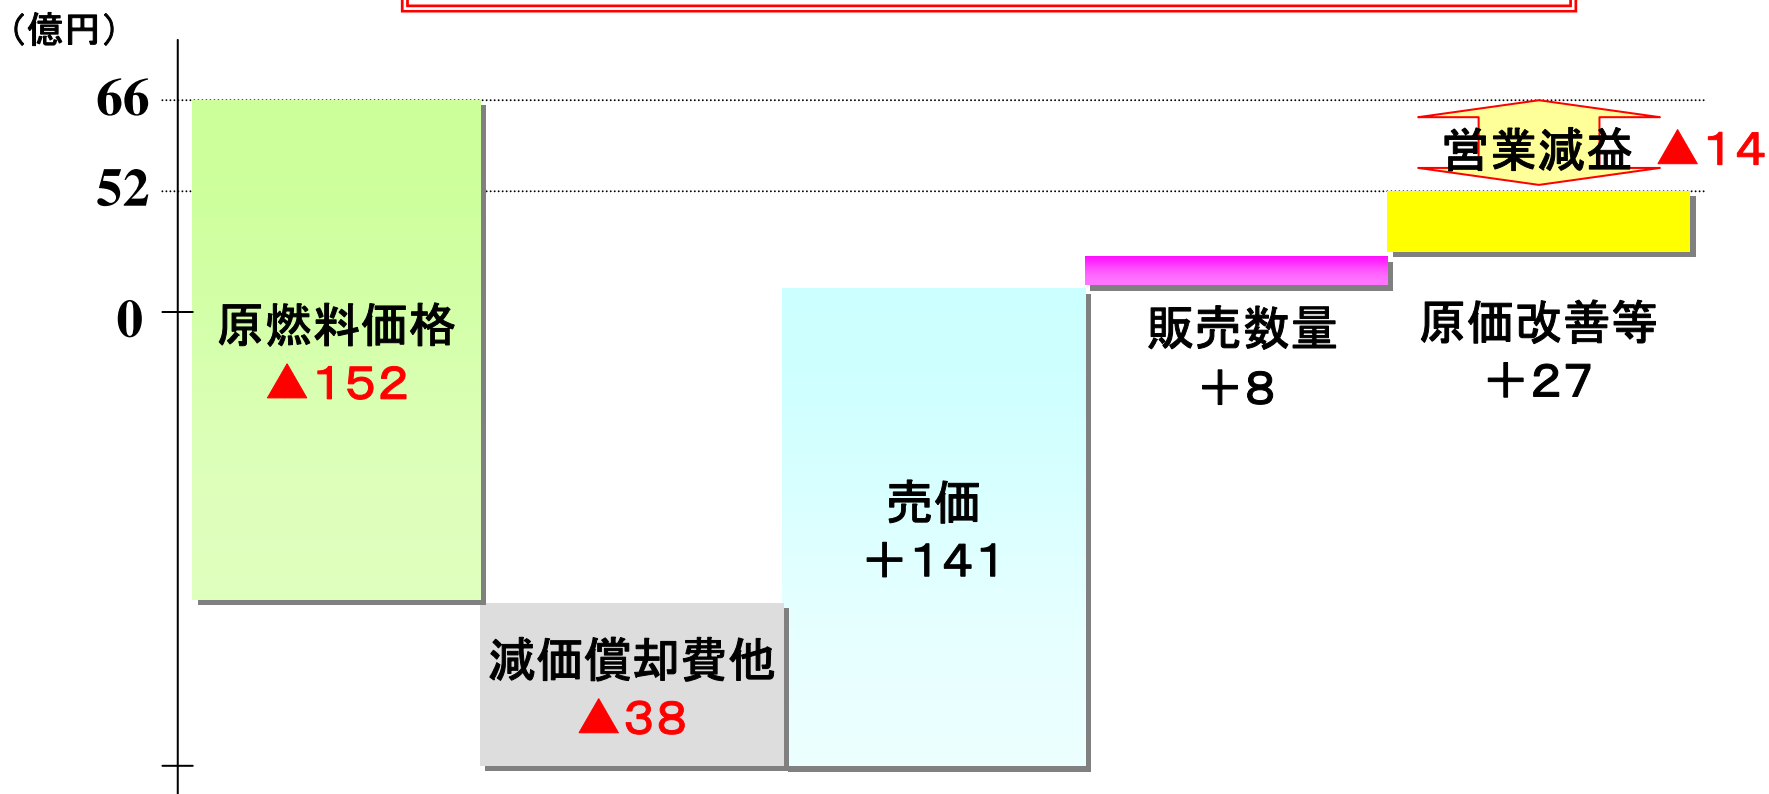 （億円）
66
52
0
営業減益 ▲14
原燃料価格
▲152
減価償却費他
▲38
売価
＋141
販売数量
＋8
原価改善等
＋27